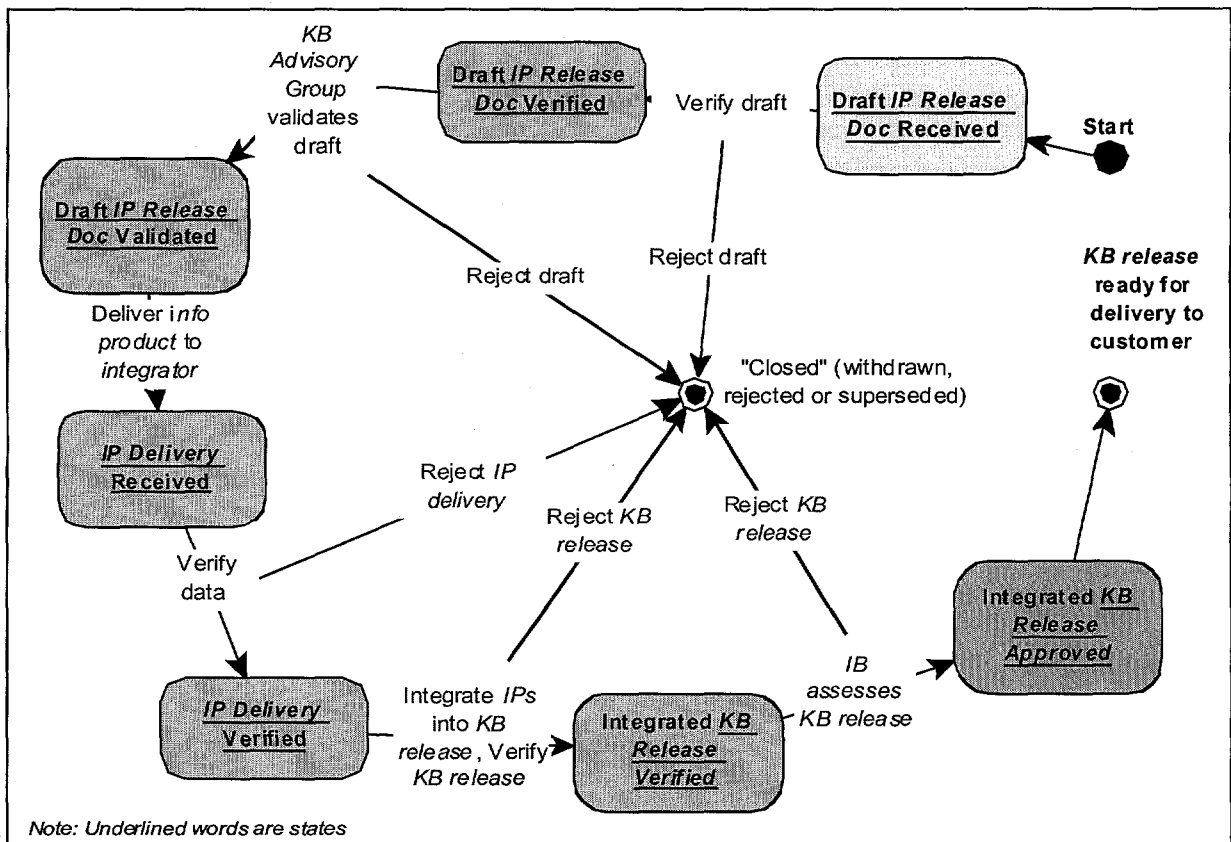 KB
Advisory
Group
validates
draft
Draft IP Release
Doc Verified
Verify draft
Draft IP Release
Doc Received
Start
Draft IP Release
Doc Validated
Reject draft
Reject draft
KB release
ready for
delivery to
customer
Deliver info
product to
integrator
"Closed" (withdrawn,
rejected or superseded)
IP Delivery
Received
Reject IP
delivery
Reject KB
release
Reject KB
release
Verify
data
Integrated KB
Release
Approved
IP Delivery
Verified
Integrate IPs
into KB
release, Verify
KB release
Integrated KB
Release
Verified
IB
assesses
KB release
Note: Underlined words are states